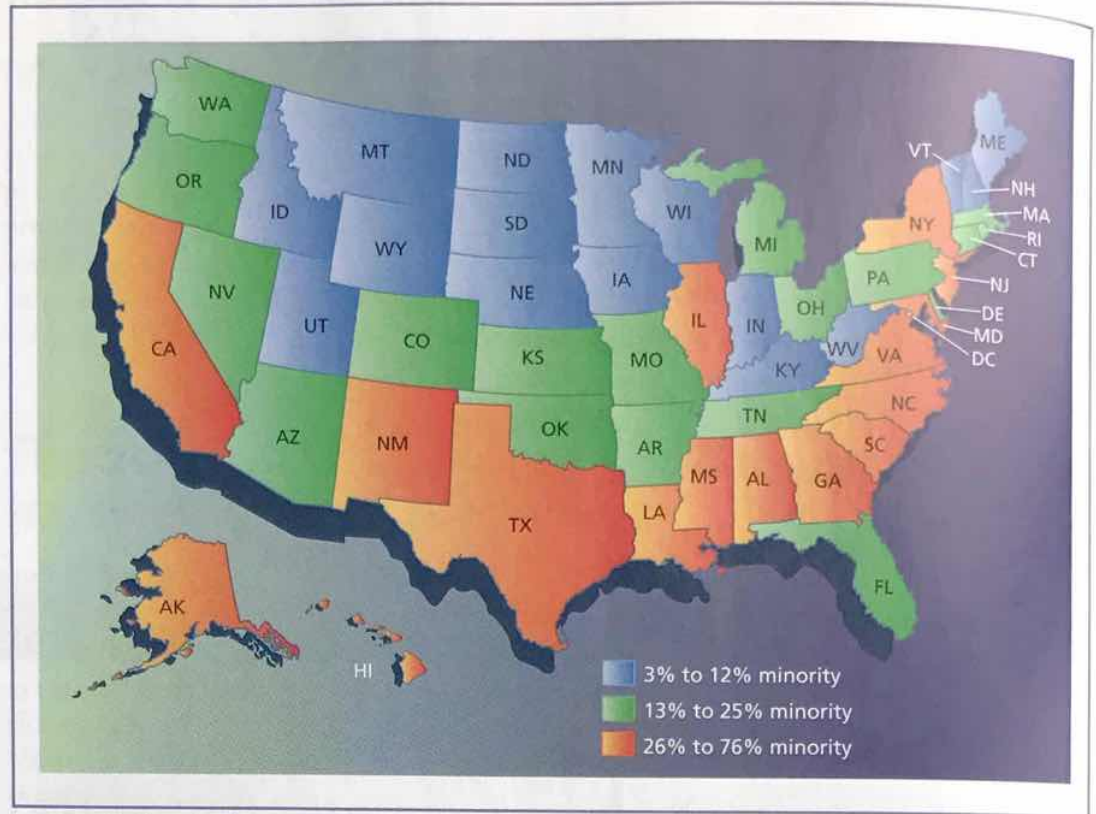 WA
MT
ND
MN
ME
VT
OR
ID
SD
WI
NH
WY
MI
NY
MA
RI
CT
NV
NE
IA
PA
NJ
UT
CO
IL
IN
OH
DE
MD
DC
CA
KS
MO
WV
VA
KY
NC
AZ
NM
OK
AR
TN
SC
TX
LA
MS
AL
GA
FL
AK
HI
3% to 12% minority
13% to 25% minority
26% to 76% minority